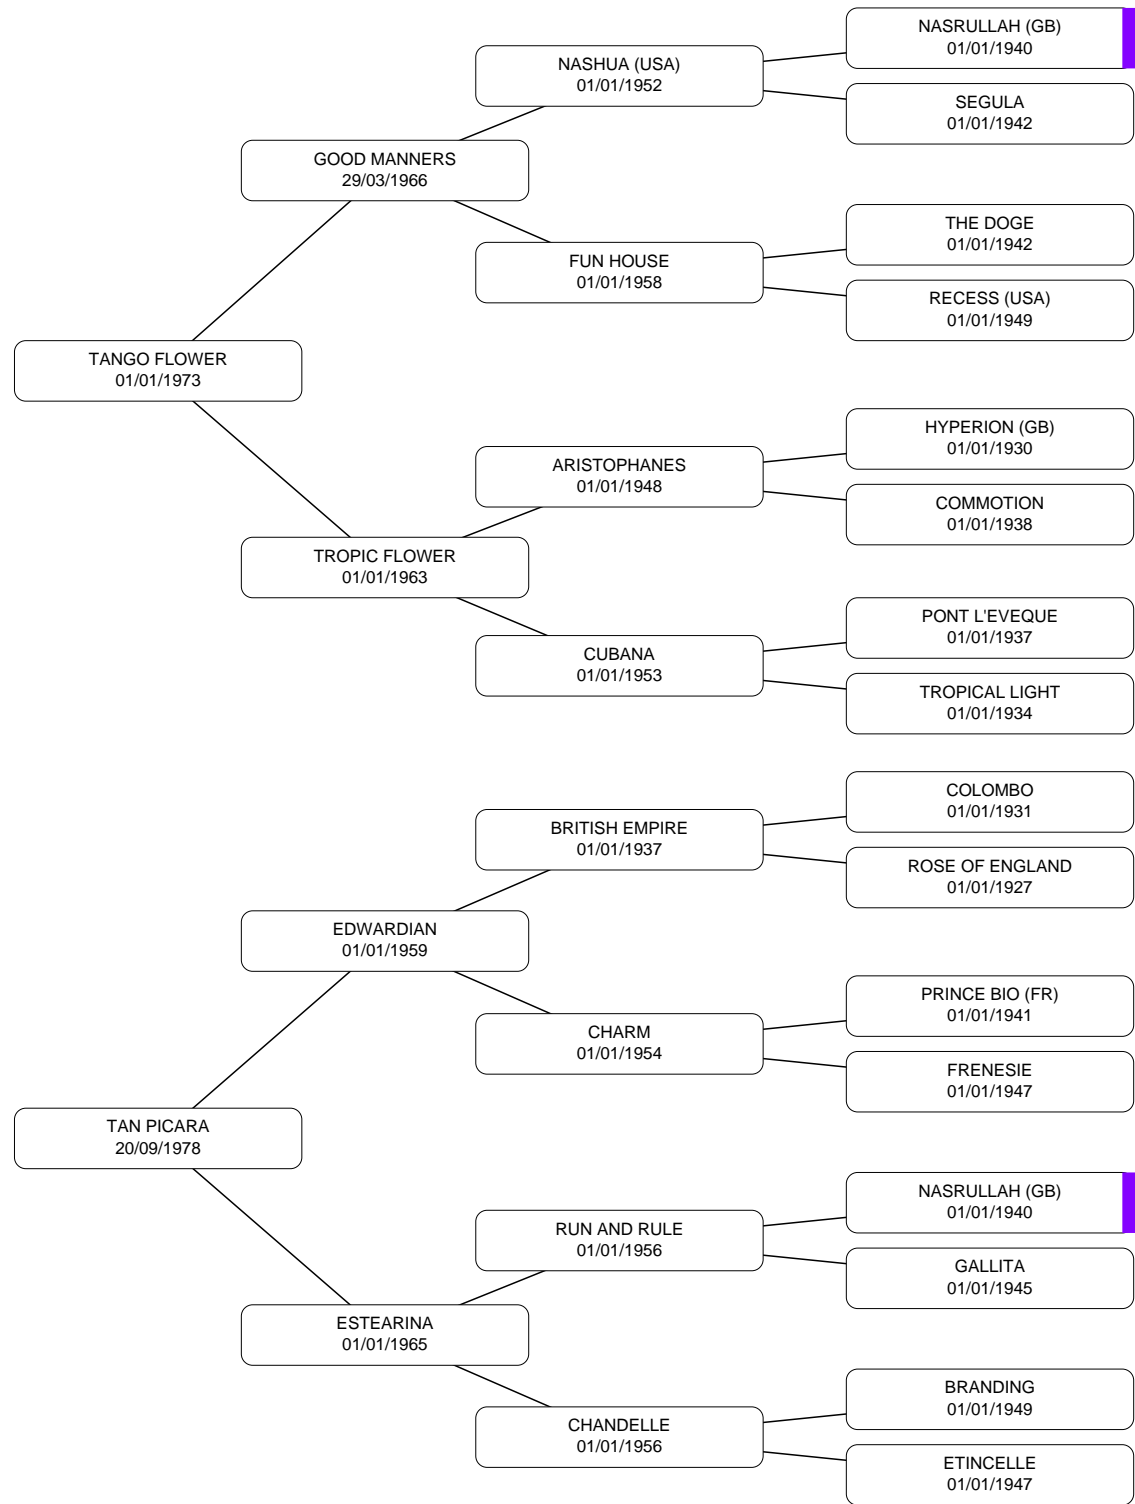 NASRULLAH (GB)
01/01/1940
NASHUA (USA)
01/01/1952
SEGULA
01/01/1942
GOOD MANNERS
29/03/1966
THE DOGE
01/01/1942
FUN HOUSE
01/01/1958
RECESS (USA)
01/01/1949
TANGO FLOWER
01/01/1973
HYPERION (GB)
01/01/1930
ARISTOPHANES
01/01/1948
COMMOTION
01/01/1938
TROPIC FLOWER
01/01/1963
PONT L'EVEQUE
01/01/1937
CUBANA
01/01/1953
TROPICAL LIGHT
01/01/1934
COLOMBO
01/01/1931
BRITISH EMPIRE
01/01/1937
ROSE OF ENGLAND
01/01/1927
EDWARDIAN
01/01/1959
PRINCE BIO (FR)
01/01/1941
CHARM
01/01/1954
FRENESIE
01/01/1947
TAN PICARA
20/09/1978
NASRULLAH (GB)
01/01/1940
RUN AND RULE
01/01/1956
GALLITA
01/01/1945
ESTEARINA
01/01/1965
BRANDING
01/01/1949
CHANDELLE
01/01/1956
ETINCELLE
01/01/1947